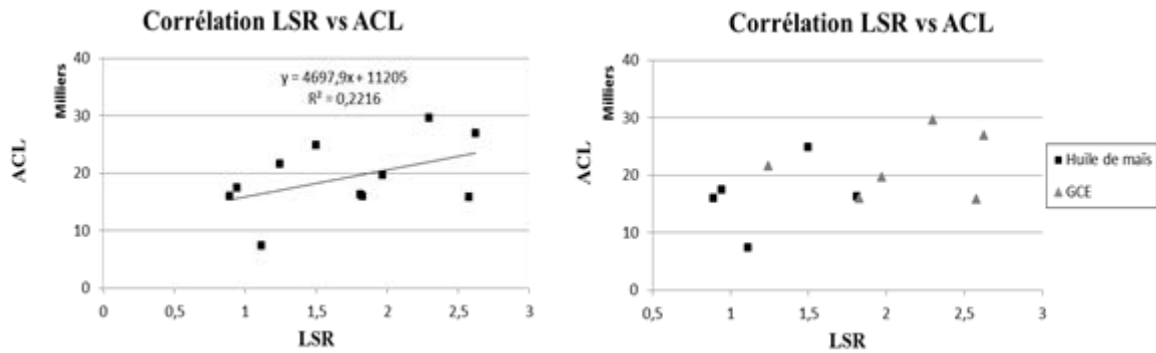 Corrélation LSR vs ACL
40
30
20
10
0
Milliers
ACL
y = 4697,9x + 11205
R² = 0,2216
0 0,5 1 1,5 2 2,5 3
LSR
Corrélation LSR vs ACL
40
30
20
10
0
Milliers
ACL
0,5 1 1,5 2 2,5 3
LSR
Huile de maïs
GCE